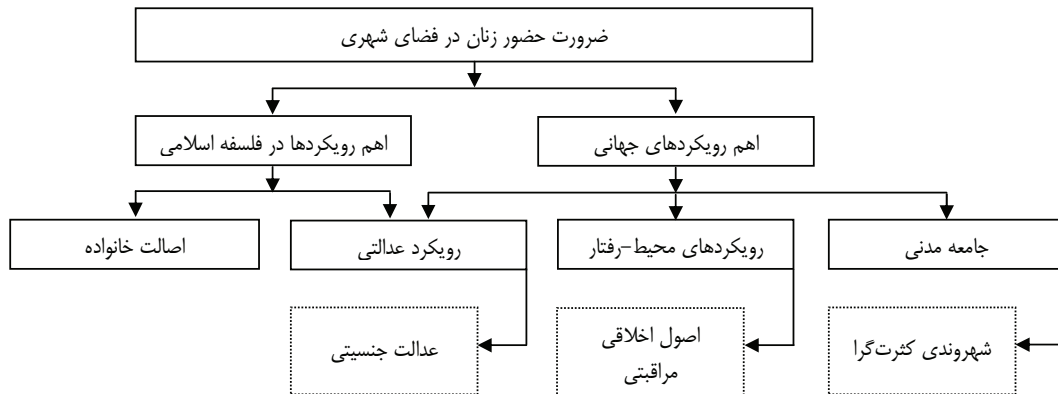 ضرورت حضور زنان در فضای شهری
اهم رویکردهای جهانی
اهم رویکردها در فلسفه اسلامی
جامعه مدنی
رویکردهای محیط-رفتار
رویکرد عدالتی
اصالت خانواده
شهروندی کثرت‌گرا
اصول اخلاقی
مراقبتی
عدالت جنسیتی